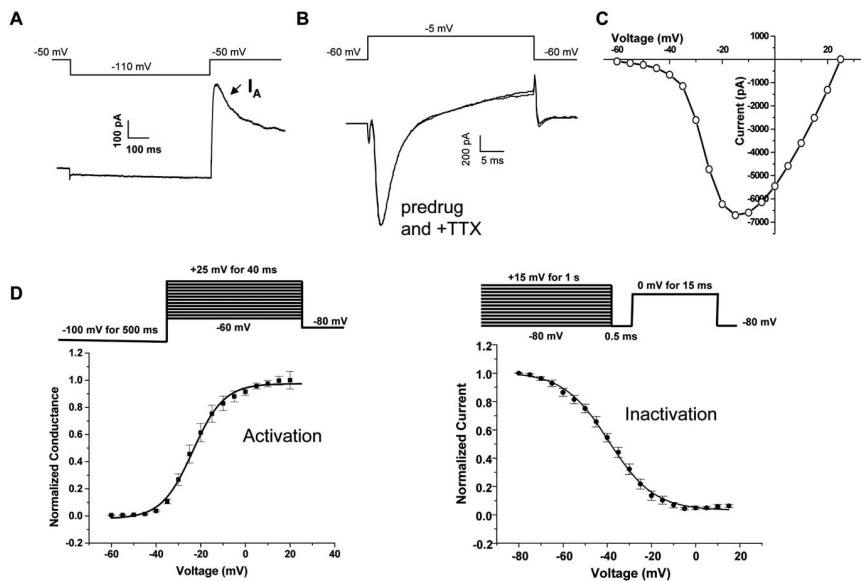 A
-50 mV
-50 mV
-110 mV
I_A
100 pA
100 ms
B
-5 mV
-60 mV
-60 mV
200 pA
5 ms
predrug
and +TTX
C
Voltage (mV)
-60 -40 -20 20
1000
0
-1000
-2000
-3000
-4000
-5000
-6000
-7000
Current (pA)
D
+25 mV for 40 ms
-100 mV for 500 ms
-60 mV
-80 mV
Normalized Conductance
1.2
1.0
0.8
0.6
0.4
0.2
0.0
-0.2
Activation
-60 -40 -20 0 20 40
Voltage (mV)
+15 mV for 1 s
0 mV for 15 ms
-80 mV
0.5 ms
-80 mV
Normalized Current
1.2
1.0
0.8
0.6
0.4
0.2
0.0
-0.2
Inactivation
-80 -60 -40 -20 0 20
Voltage (mV)